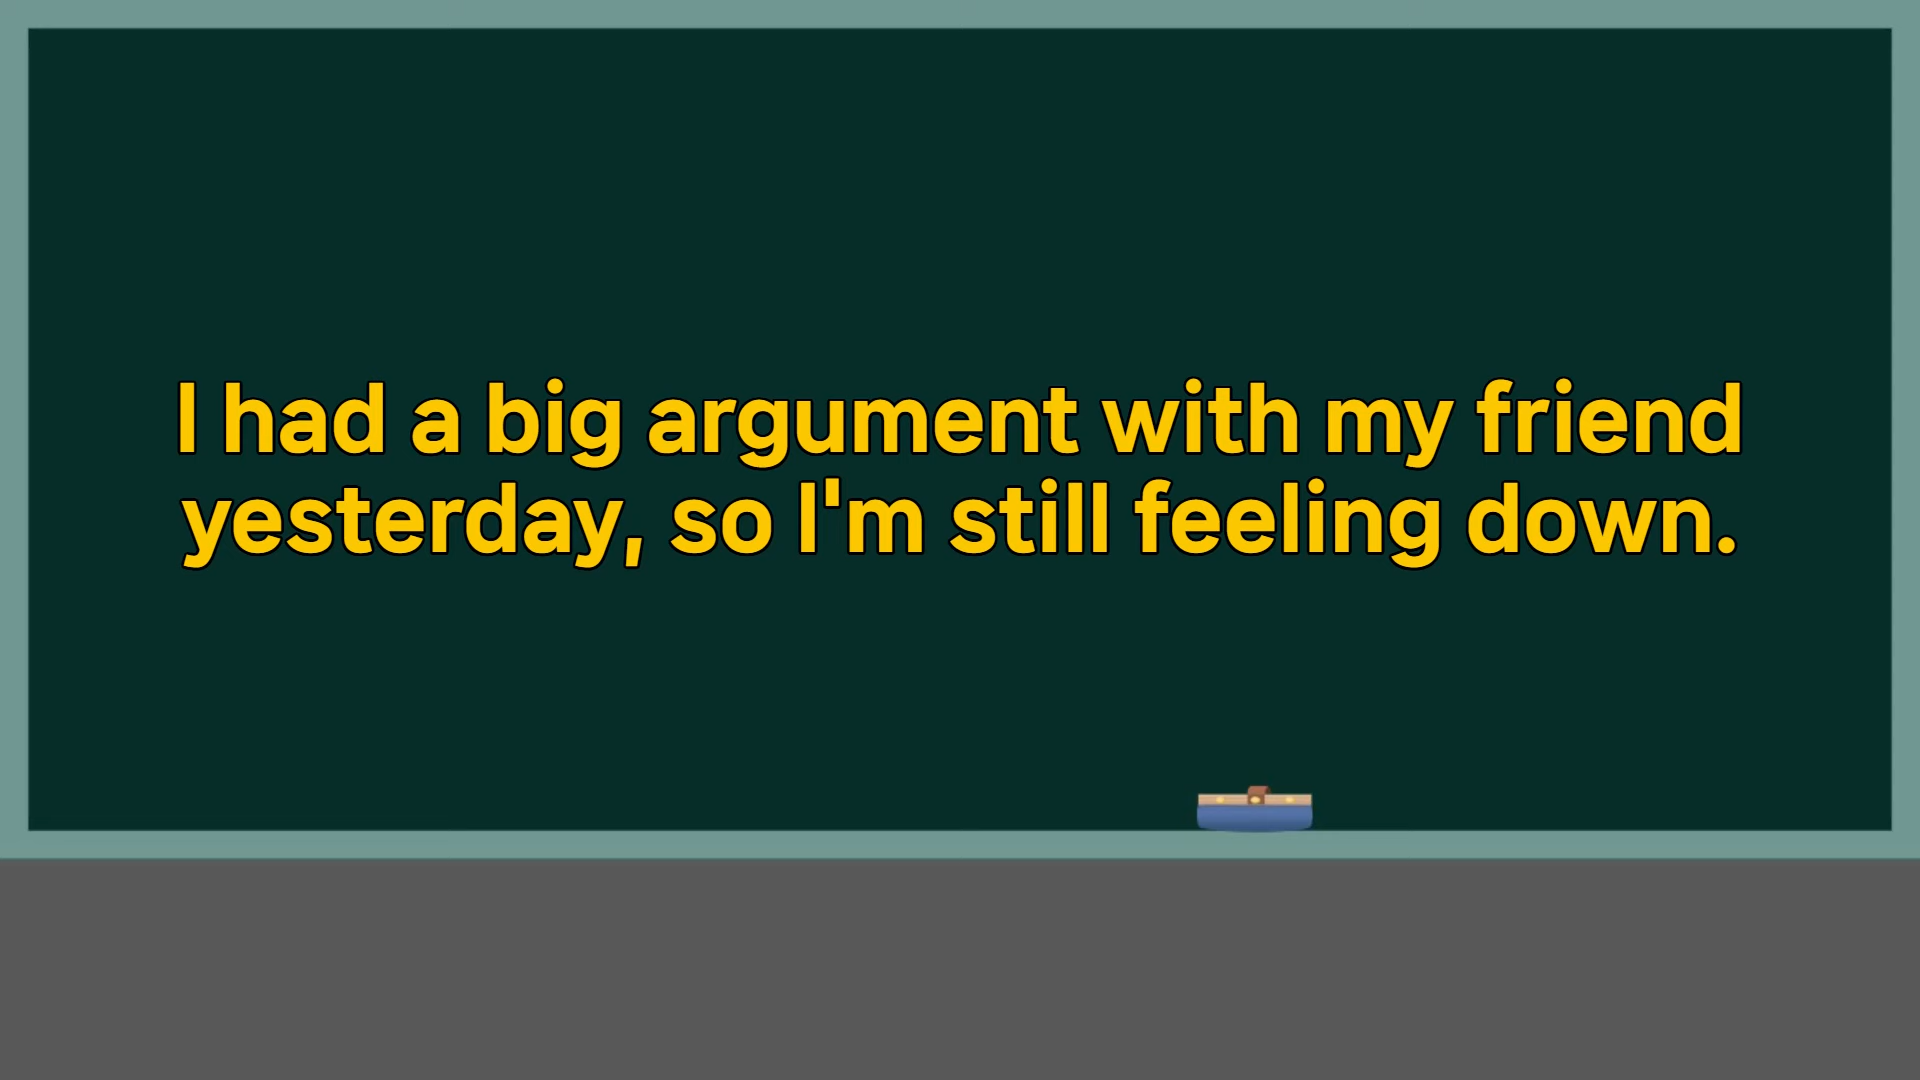 I had a big argument with my friend
yesterday, so I'm still feeling down.